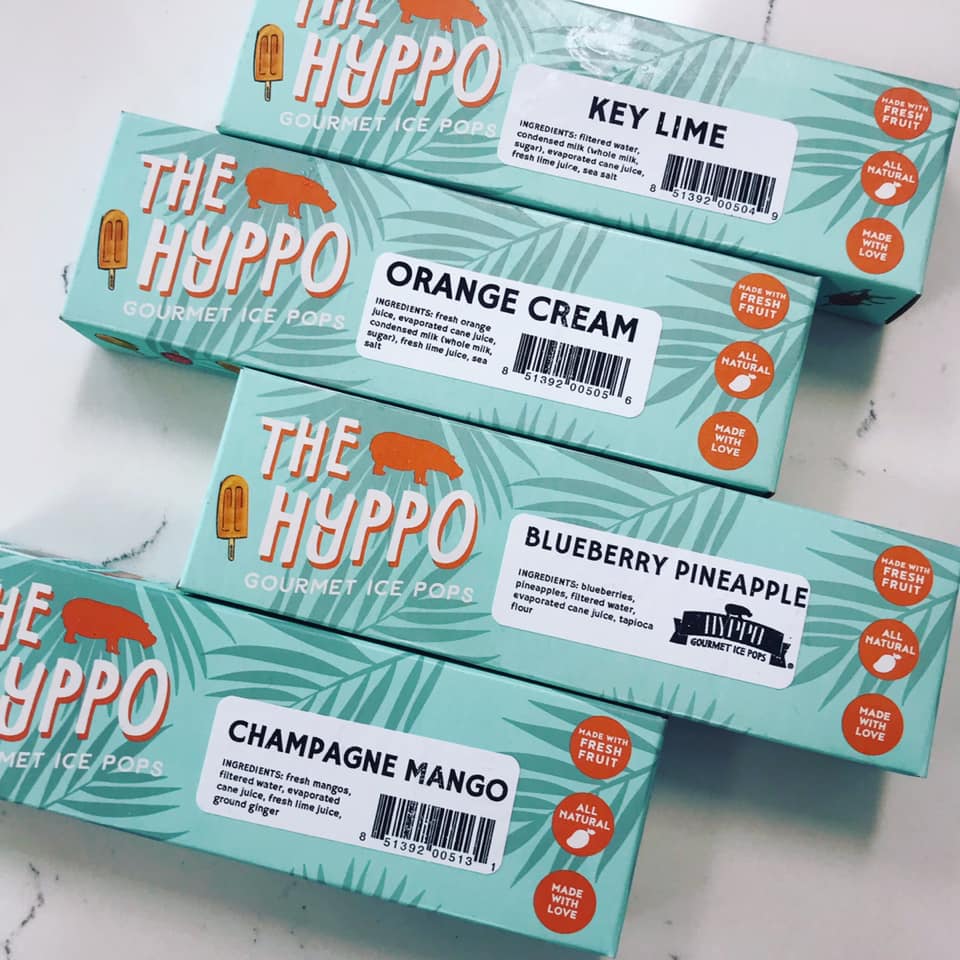 THE
HYPPO
GOURMET ICE POPS
KEY LIME
INGREDIENTS: filtered water,
condensed milk (whole milk,
sugar), evaporated cane juice,
fresh lime juice, sea salt
8 51392 00504 9
MADE WITH
FRESH
FRUIT
ALL
NATURAL
MADE
WITH
LOVE
THE
HYPPO
GOURMET ICE POPS
ORANGE CREAM
INGREDIENTS: fresh orange
juice, evaporated cane juice,
condensed milk (whole milk,
sugar), fresh lime juice, sea
salt
8 51392 00505 6
MADE WITH
FRESH
FRUIT
ALL
NATURAL
MADE
WITH
LOVE
THE
HYPPO
GOURMET ICE POPS
BLUEBERRY PINEAPPLE
INGREDIENTS: blueberries,
pineapples, filtered water,
evaporated cane juice, tapioca
flour
HYPPO
GOURMET ICE POPS
MADE WITH
FRESH
FRUIT
ALL
NATURAL
MADE
WITH
LOVE
HE
YPPO
MET ICE POPS
CHAMPAGNE MANGO
INGREDIENTS: fresh mangos,
filtered water, evaporated
cane juice, fresh lime juice,
ground ginger
8 51392 00513 1
MADE WITH
FRESH
FRUIT
ALL
NATURAL
MADE
WITH
LOVE